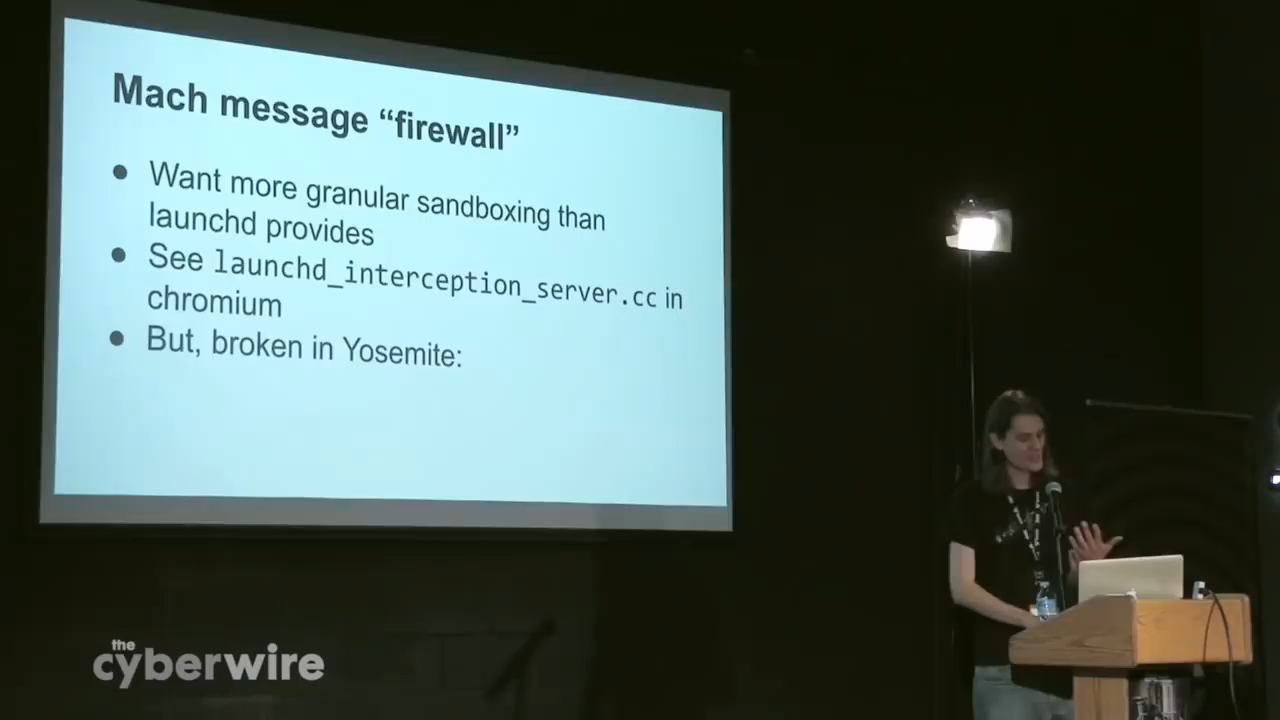 Mach message “firewall”
● Want more granular sandboxing than
launchd provides
● See launchd_interception_server.cc in
chromium
● But, broken in Yosemite:
the
cyberwire